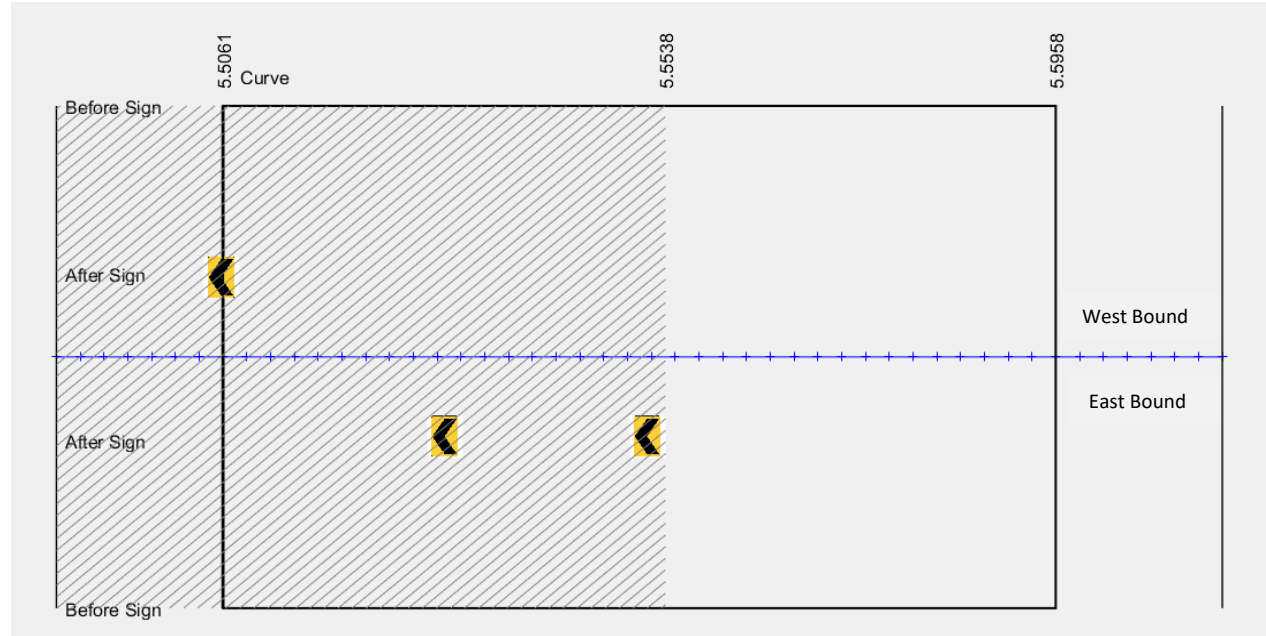 5.5061
5.5538
5.5958
Curve
Before Sign
After Sign
West Bound
East Bound
After Sign
Before Sign